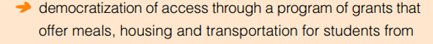 democratization of access through a program of grants that
offer meals, housing and transportation for students from